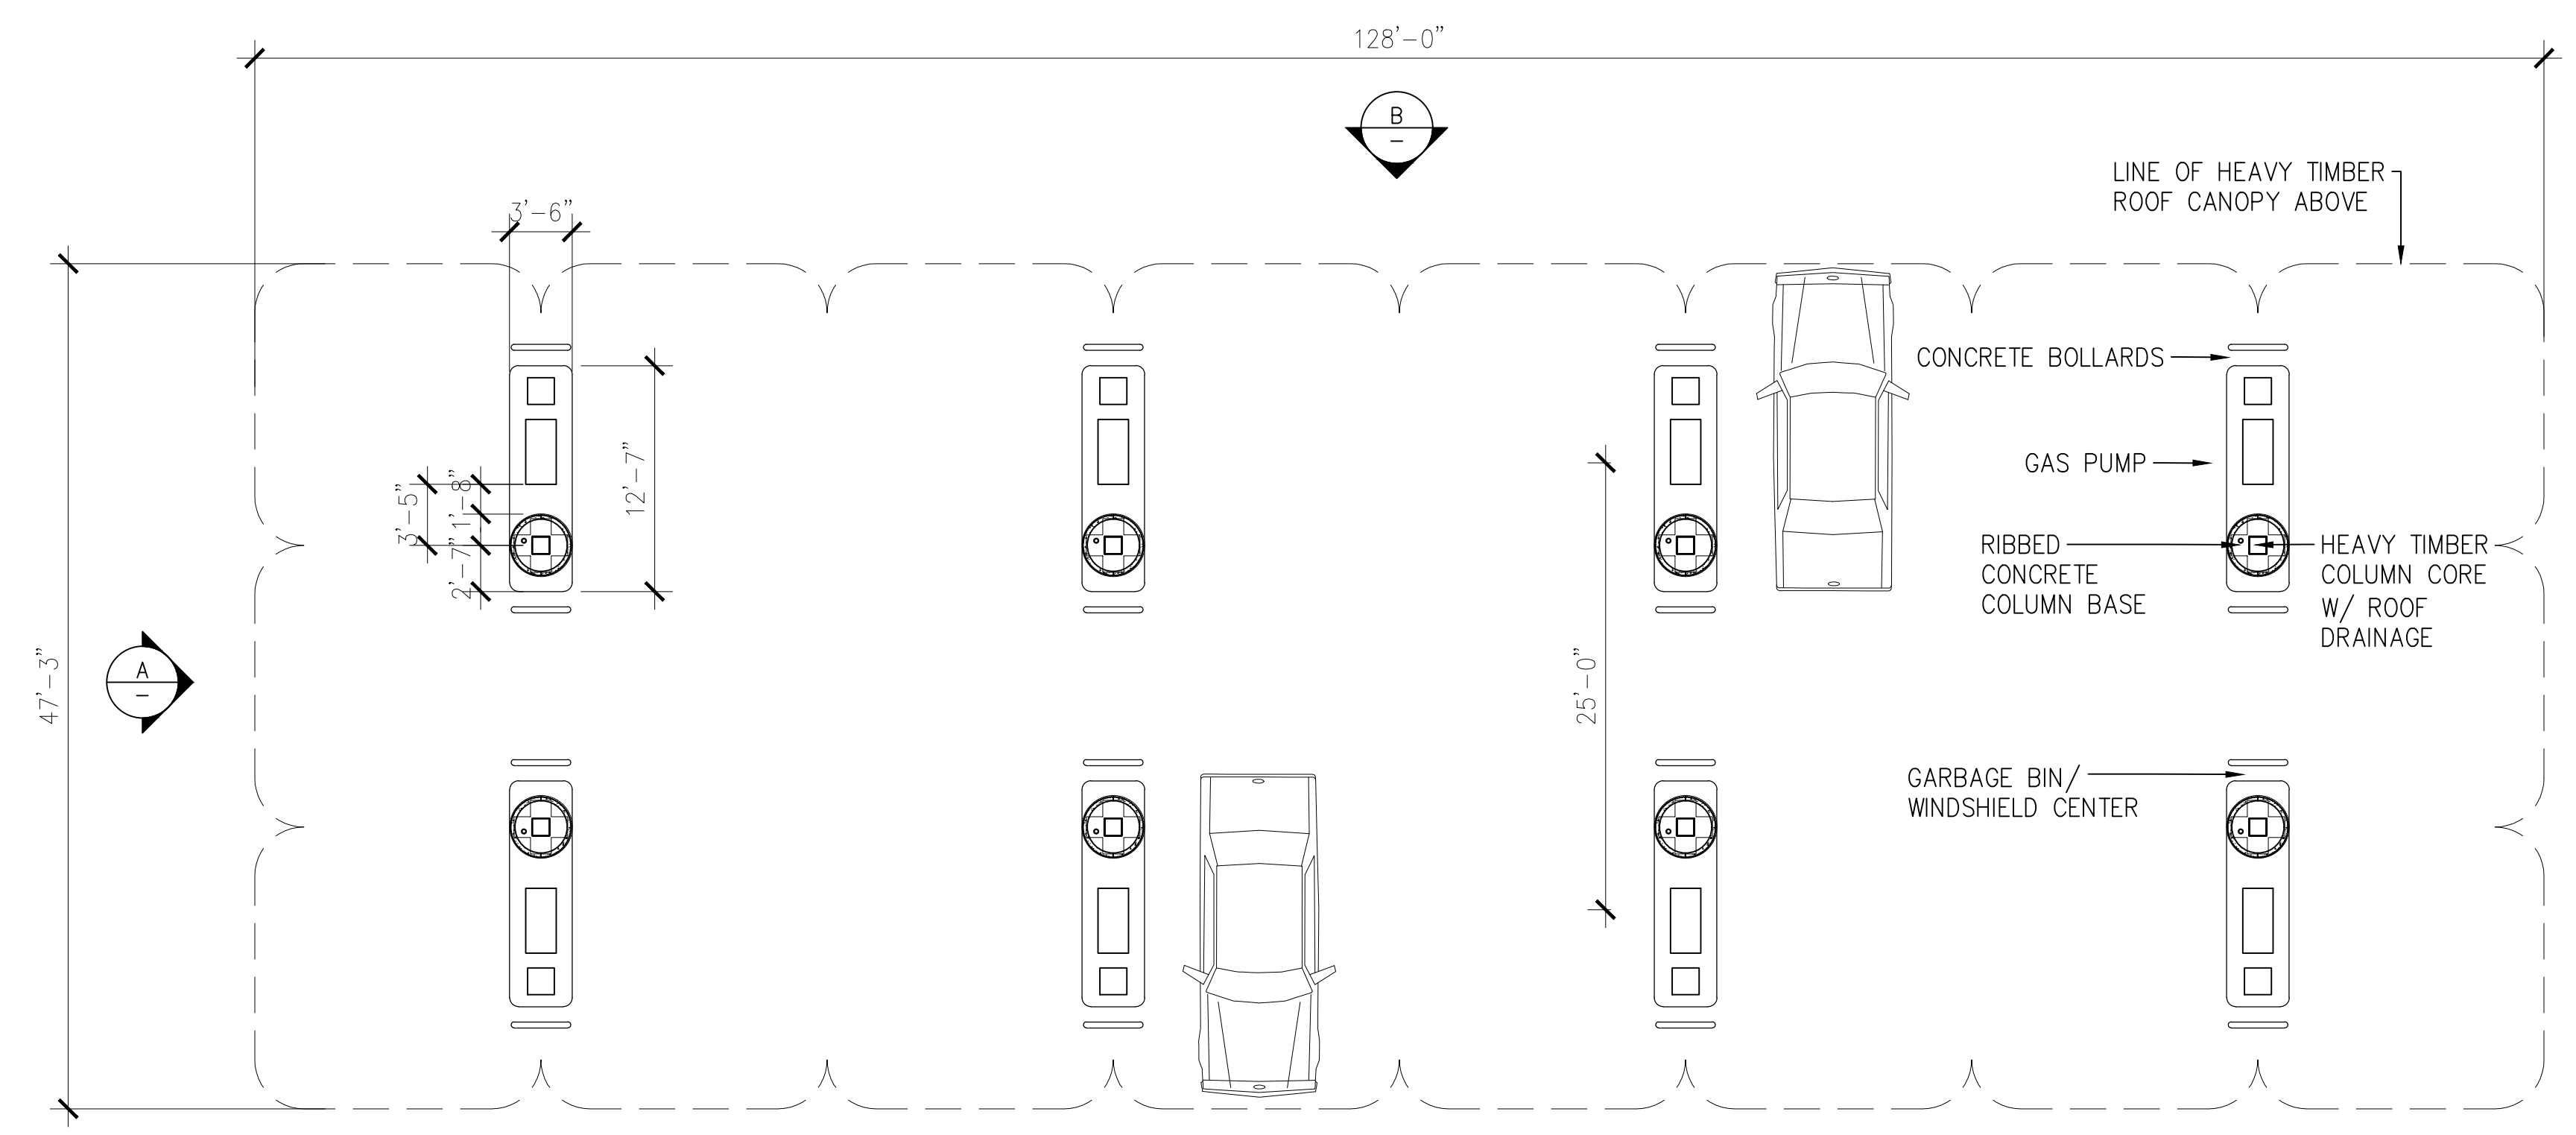 128'-0"
B
–
LINE OF HEAVY TIMBER
ROOF CANOPY ABOVE
3'-6"
CONCRETE BOLLARDS
GAS PUMP
12'-7"
1'-8"
3'-5"
2'-7"
RIBBED
CONCRETE
COLUMN BASE
HEAVY TIMBER
COLUMN CORE
W/ ROOF
DRAINAGE
A
–
47'-3"
25'-0"
GARBAGE BIN/
WINDSHIELD CENTER